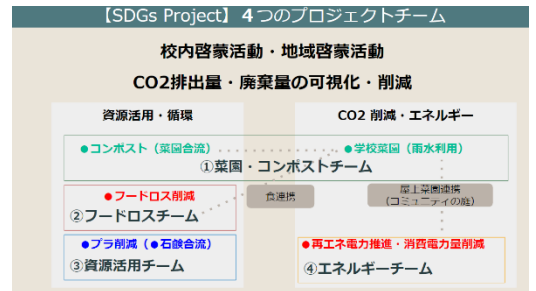 【SDGs Project】４つのプロジェクトチーム
校内啓蒙活動・地域啓蒙活動
CO2排出量・廃棄量の可視化・削減
資源活用・循環
CO2 削減・エネルギー
●コンポスト（菜園合流）
●学校菜園（雨水利用）
①菜園・コンポストチーム
●フードロス削減
②フードロスチーム
食連携
屋上菜園連携
（コミュニティの庭）
●プラ削減（●石鹸合流）
③資源活用チーム
●再エネ電力推進・消費電力量削減
④エネルギーチーム